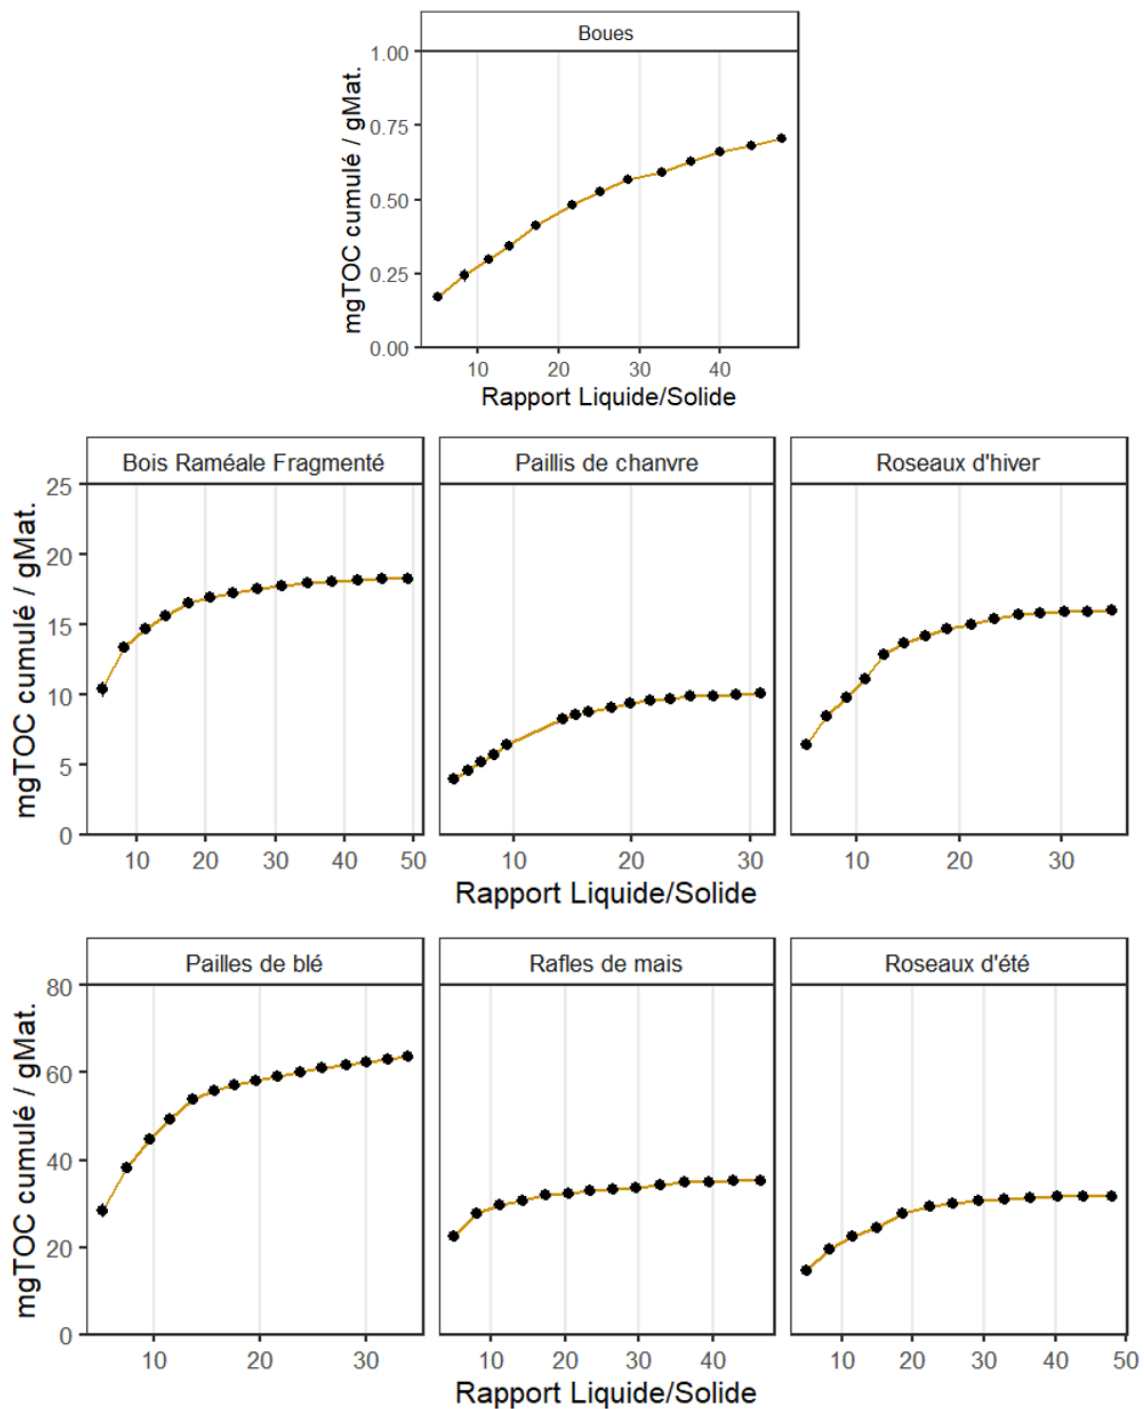 Boues
mgTOC cumulé / gMat.
1.00
0.75
0.50
0.25
0.00
10 20 30 40
Rapport Liquide/Solide
Bois Raméale Fragmenté
Paillis de chanvre
Roseaux d'hiver
mgTOC cumulé / gMat.
25
20
15
10
5
0
10 20 30 40 50
10 20 30
10 20 30
Rapport Liquide/Solide
Pailles de blé
Rafles de mais
Roseaux d'été
mgTOC cumulé / gMat.
80
60
40
20
0
10 20 30
10 20 30 40
10 20 30 40 50
Rapport Liquide/Solide